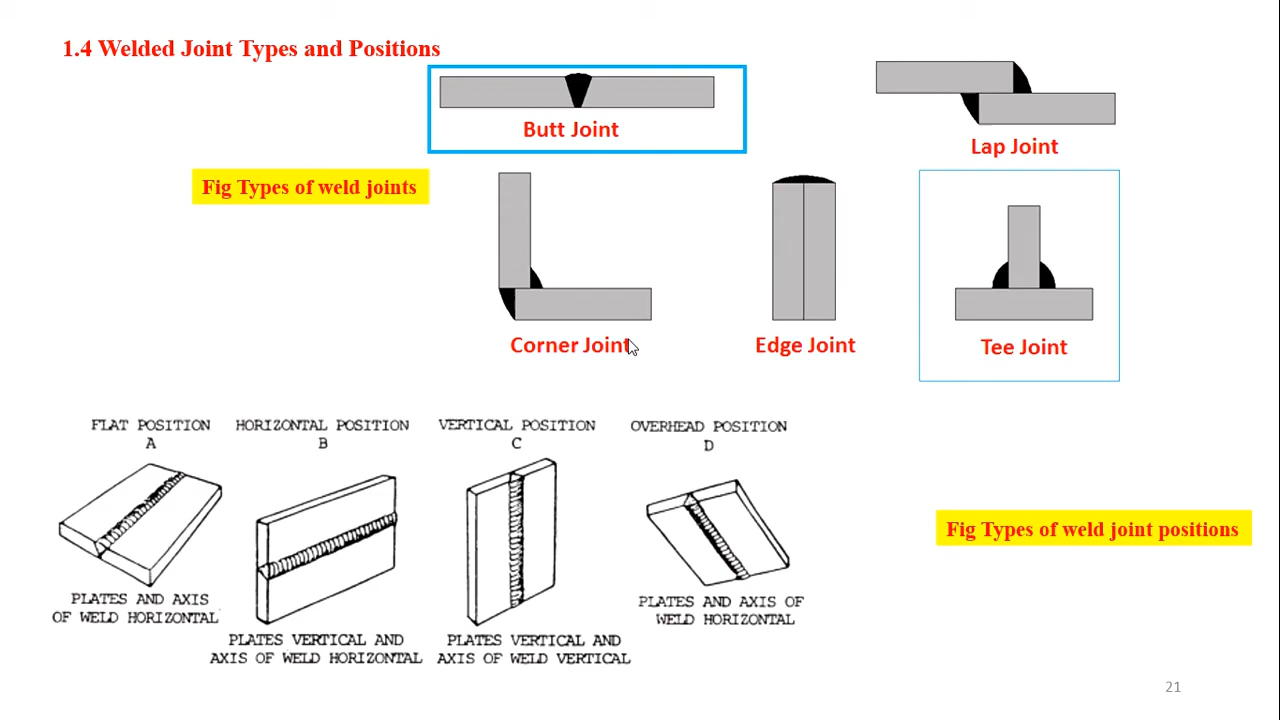 1.4 Welded Joint Types and Positions
Butt Joint
Lap Joint
Fig Types of weld joints
Corner Joint
Edge Joint
Tee Joint
FLAT POSITION
A
HORIZONTAL POSITION
B
VERTICAL POSITION
C
OVERHEAD POSITION
D
Fig Types of weld joint positions
PLATES AND AXIS
OF WELD HORIZONTAL
PLATES VERTICAL AND
AXIS OF WELD HORIZONTAL
PLATES VERTICAL AND
AXIS OF WELD VERTICAL
PLATES AND AXIS OF
WELD HORIZONTAL
21